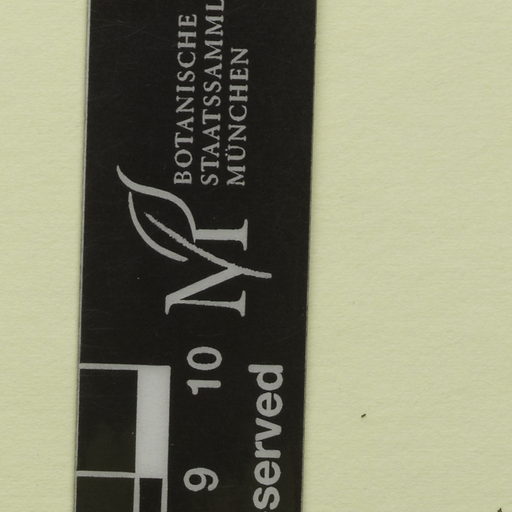 BOTANISCHE
STAATSSAMML
MÜNCHEN
M
9 10
served